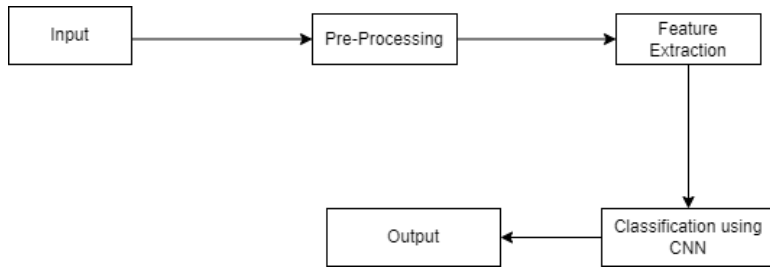 Input
Pre-Processing
Feature
Extraction
Classification using
CNN
Output